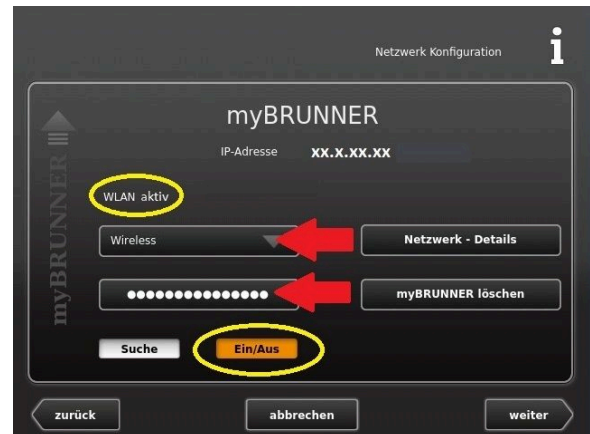 Netzwerk Konfiguration
i
myBRUNNER
IP-Adresse xx.x.xx.xx
myBRUNNER
WLAN aktiv
Wireless
Netzwerk - Details
●●●●●●●●●●●●●●●
myBRUNNER löschen
Suche
Ein/Aus
zurück
abbrechen
weiter